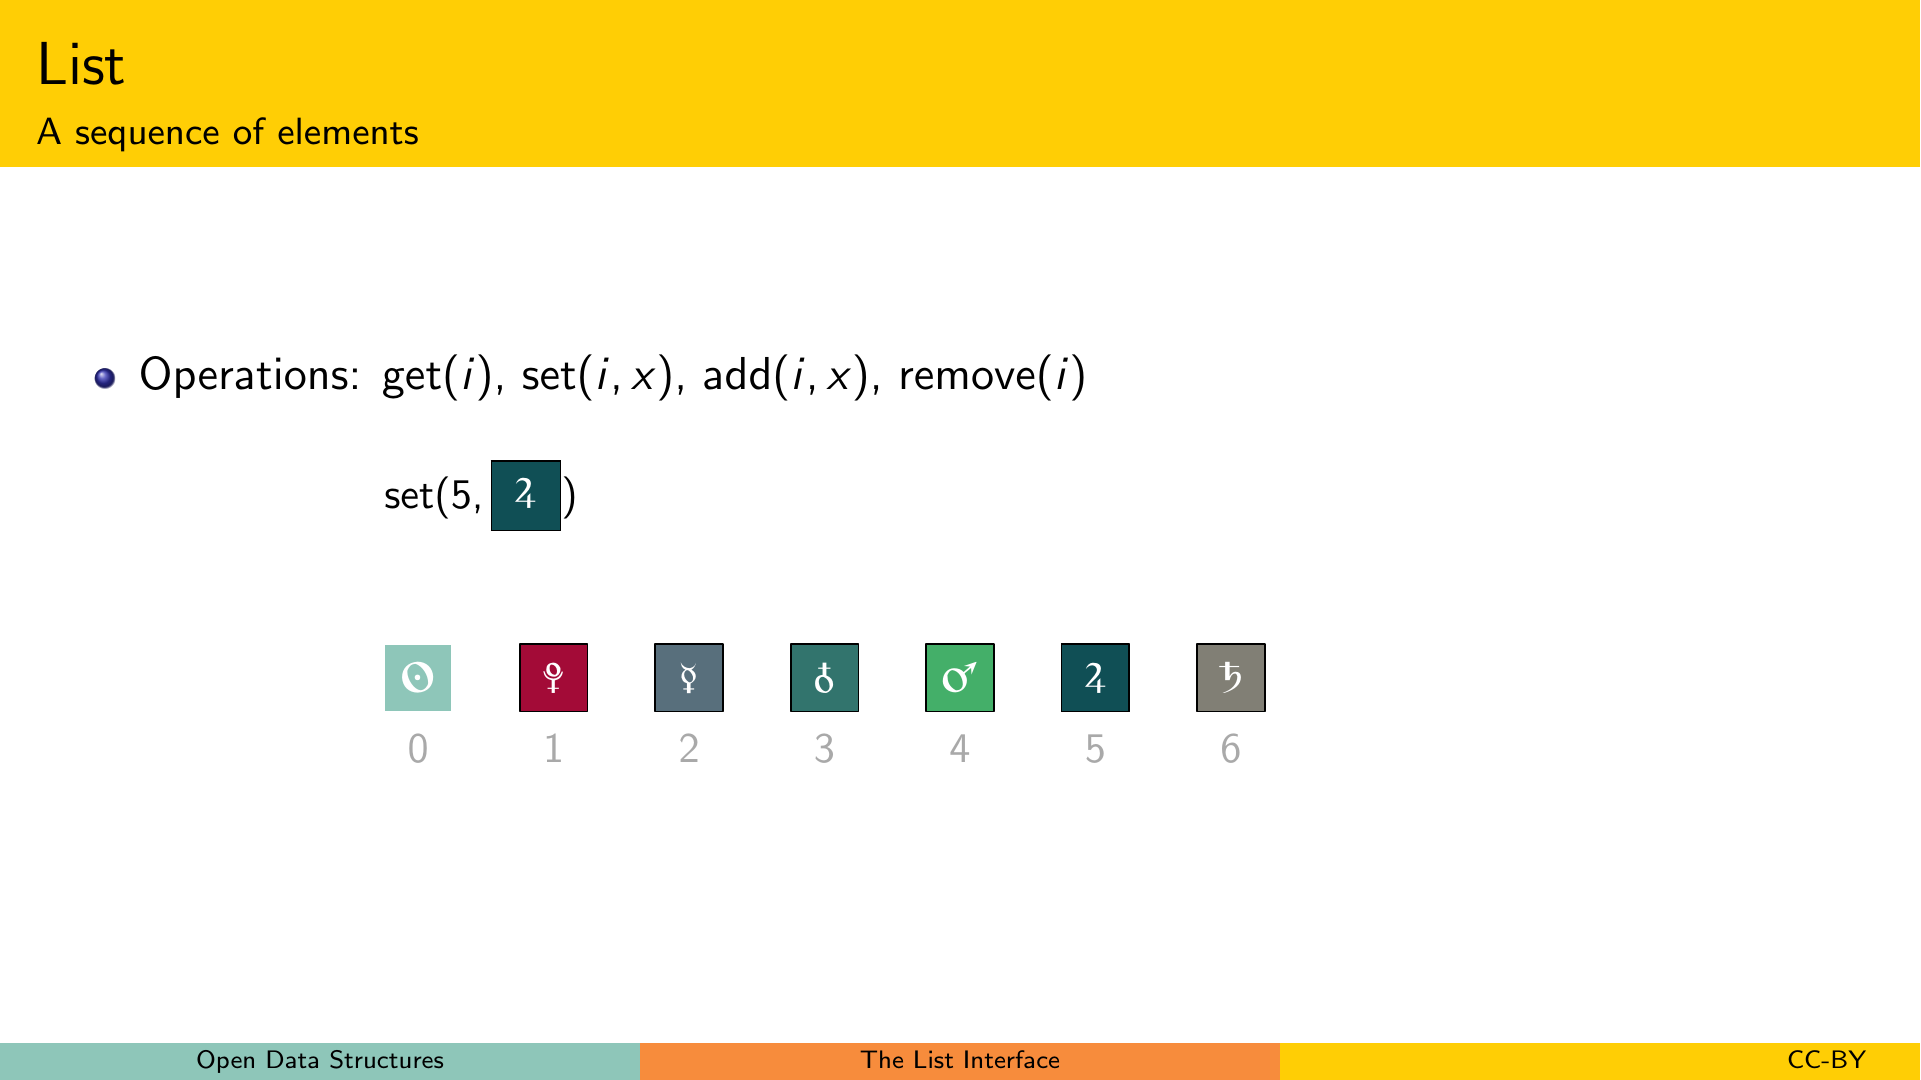 List
A sequence of elements
Operations: get(i), set(i, x), add(i, x), remove(i)
set(5, ♃)
☉ ♇ ☿ ♁ ♂ ♃ ♄
0 1 2 3 4 5 6
Open Data Structures The List Interface CC-BY